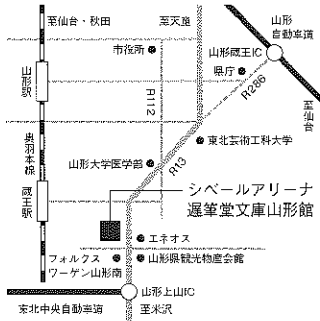 至仙台・秋田
至天童
山形
自動車道
市役所
山形蔵王IC
県庁
R286
山形駅
R112
至仙台
奥羽本線
東北芸術工科大学
山形大学医学部
R13
蔵王駅
シベールアリーナ
遅筆堂文庫山形館
エネオス
フォルクス
ワーゲン山形南
山形県観光物産会館
山形上山IC
東北中央自動車道
至米沢